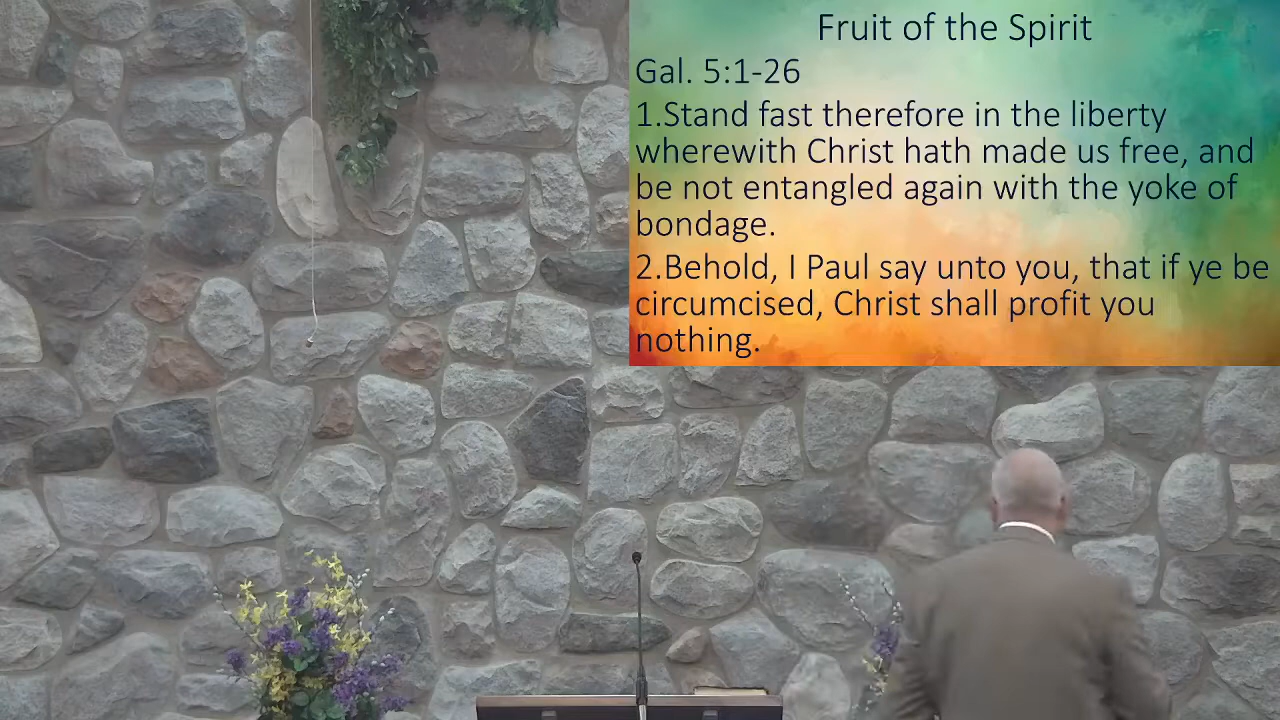 Fruit of the Spirit
Gal. 5:1-26
1.Stand fast therefore in the liberty
wherewith Christ hath made us free, and
be not entangled again with the yoke of
bondage.
2.Behold, I Paul say unto you, that if ye be
circumcised, Christ shall profit you
nothing.